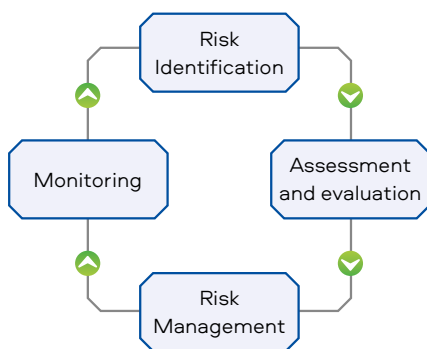 Risk
Identification
Assessment
and evaluation
Risk
Management
Monitoring